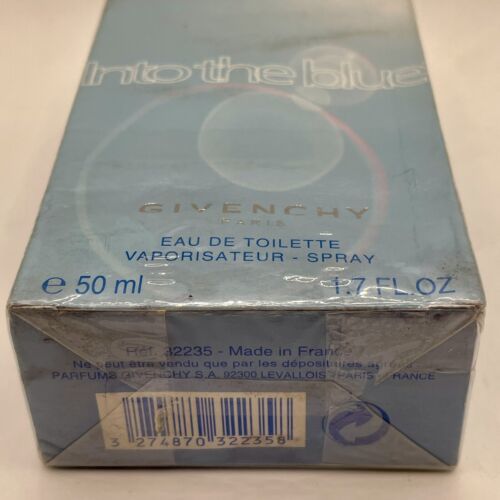 Into the blue
GIVENCHY
PARIS
EAU DE TOILETTE
VAPORISATEUR - SPRAY
e 50 ml 1.7 FL.OZ
Réf. 32235 - Made in France
Ne peut être vendu que par les dépositaires agréés
PARFUMS GIVENCHY S.A. 92300 LEVALLOIS - PARIS - FRANCE
3 274870 322358